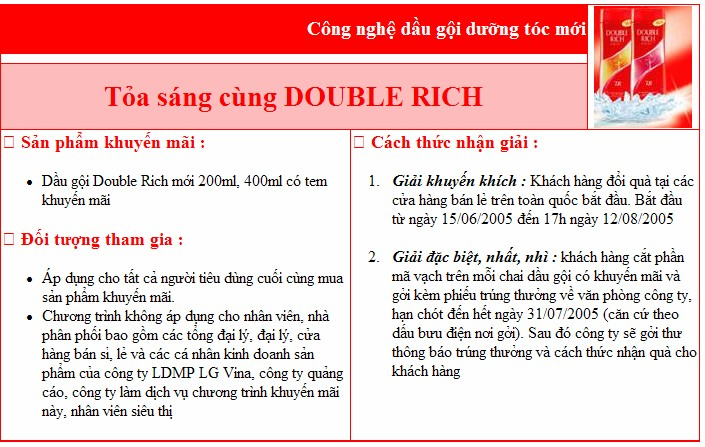 Công nghệ dầu gội dưỡng tóc mới
DOUBLE
RICH
DOUBLE
RICH
Tỏa sáng cùng DOUBLE RICH
Sản phẩm khuyến mãi :
• Dầu gội Double Rich mới 200ml, 400ml có tem
khuyến mãi
Đối tượng tham gia :
• Áp dụng cho tất cả người tiêu dùng cuối cùng mua
sản phẩm khuyến mãi.
• Chương trình không áp dụng cho nhân viên, nhà
phân phối bao gồm các tổng đại lý, đại lý, cửa
hàng bán sỉ, lẻ và các cá nhân kinh doanh sản
phẩm của công ty LDMP LG Vina, công ty quảng
cáo, công ty làm dịch vụ chương trình khuyến mãi
này, nhân viên siêu thị
Cách thức nhận giải :
1. Giải khuyến khích : Khách hàng đổi quà tại các
cửa hàng bán lẻ trên toàn quốc bắt đầu. Bắt đầu
từ ngày 15/06/2005 đến 17h ngày 12/08/2005
2. Giải đặc biệt, nhất, nhì : khách hàng cắt phần
mã vạch trên mỗi chai dầu gội có khuyến mãi và
gởi kèm phiếu trúng thưởng về văn phòng công ty,
hạn chót đến hết ngày 31/07/2005 (căn cứ theo
dấu bưu điện nơi gởi). Sau đó công ty sẽ gởi thư
thông báo trúng thưởng và cách thức nhận quà cho
khách hàng